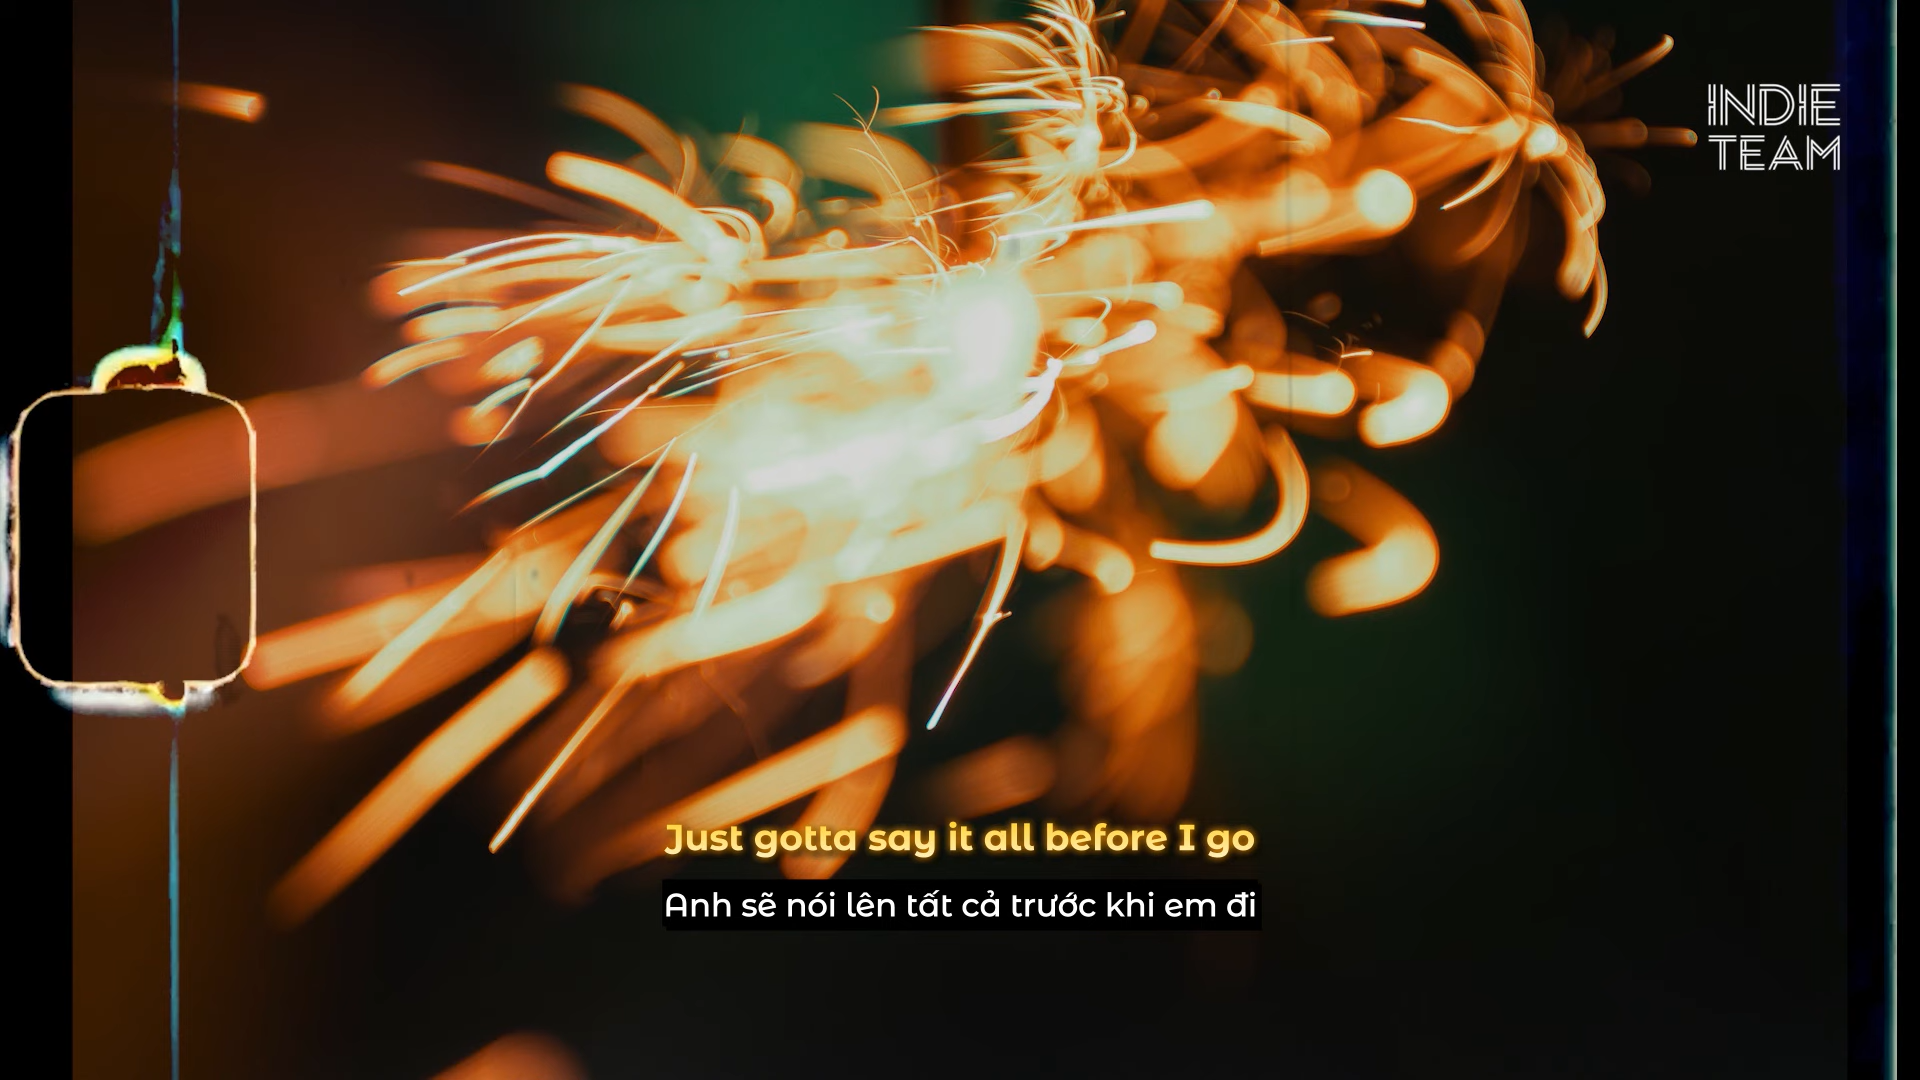 INDIE
TEAM
Just gotta say it all before I go
Anh sẽ nói lên tất cả trước khi em đi